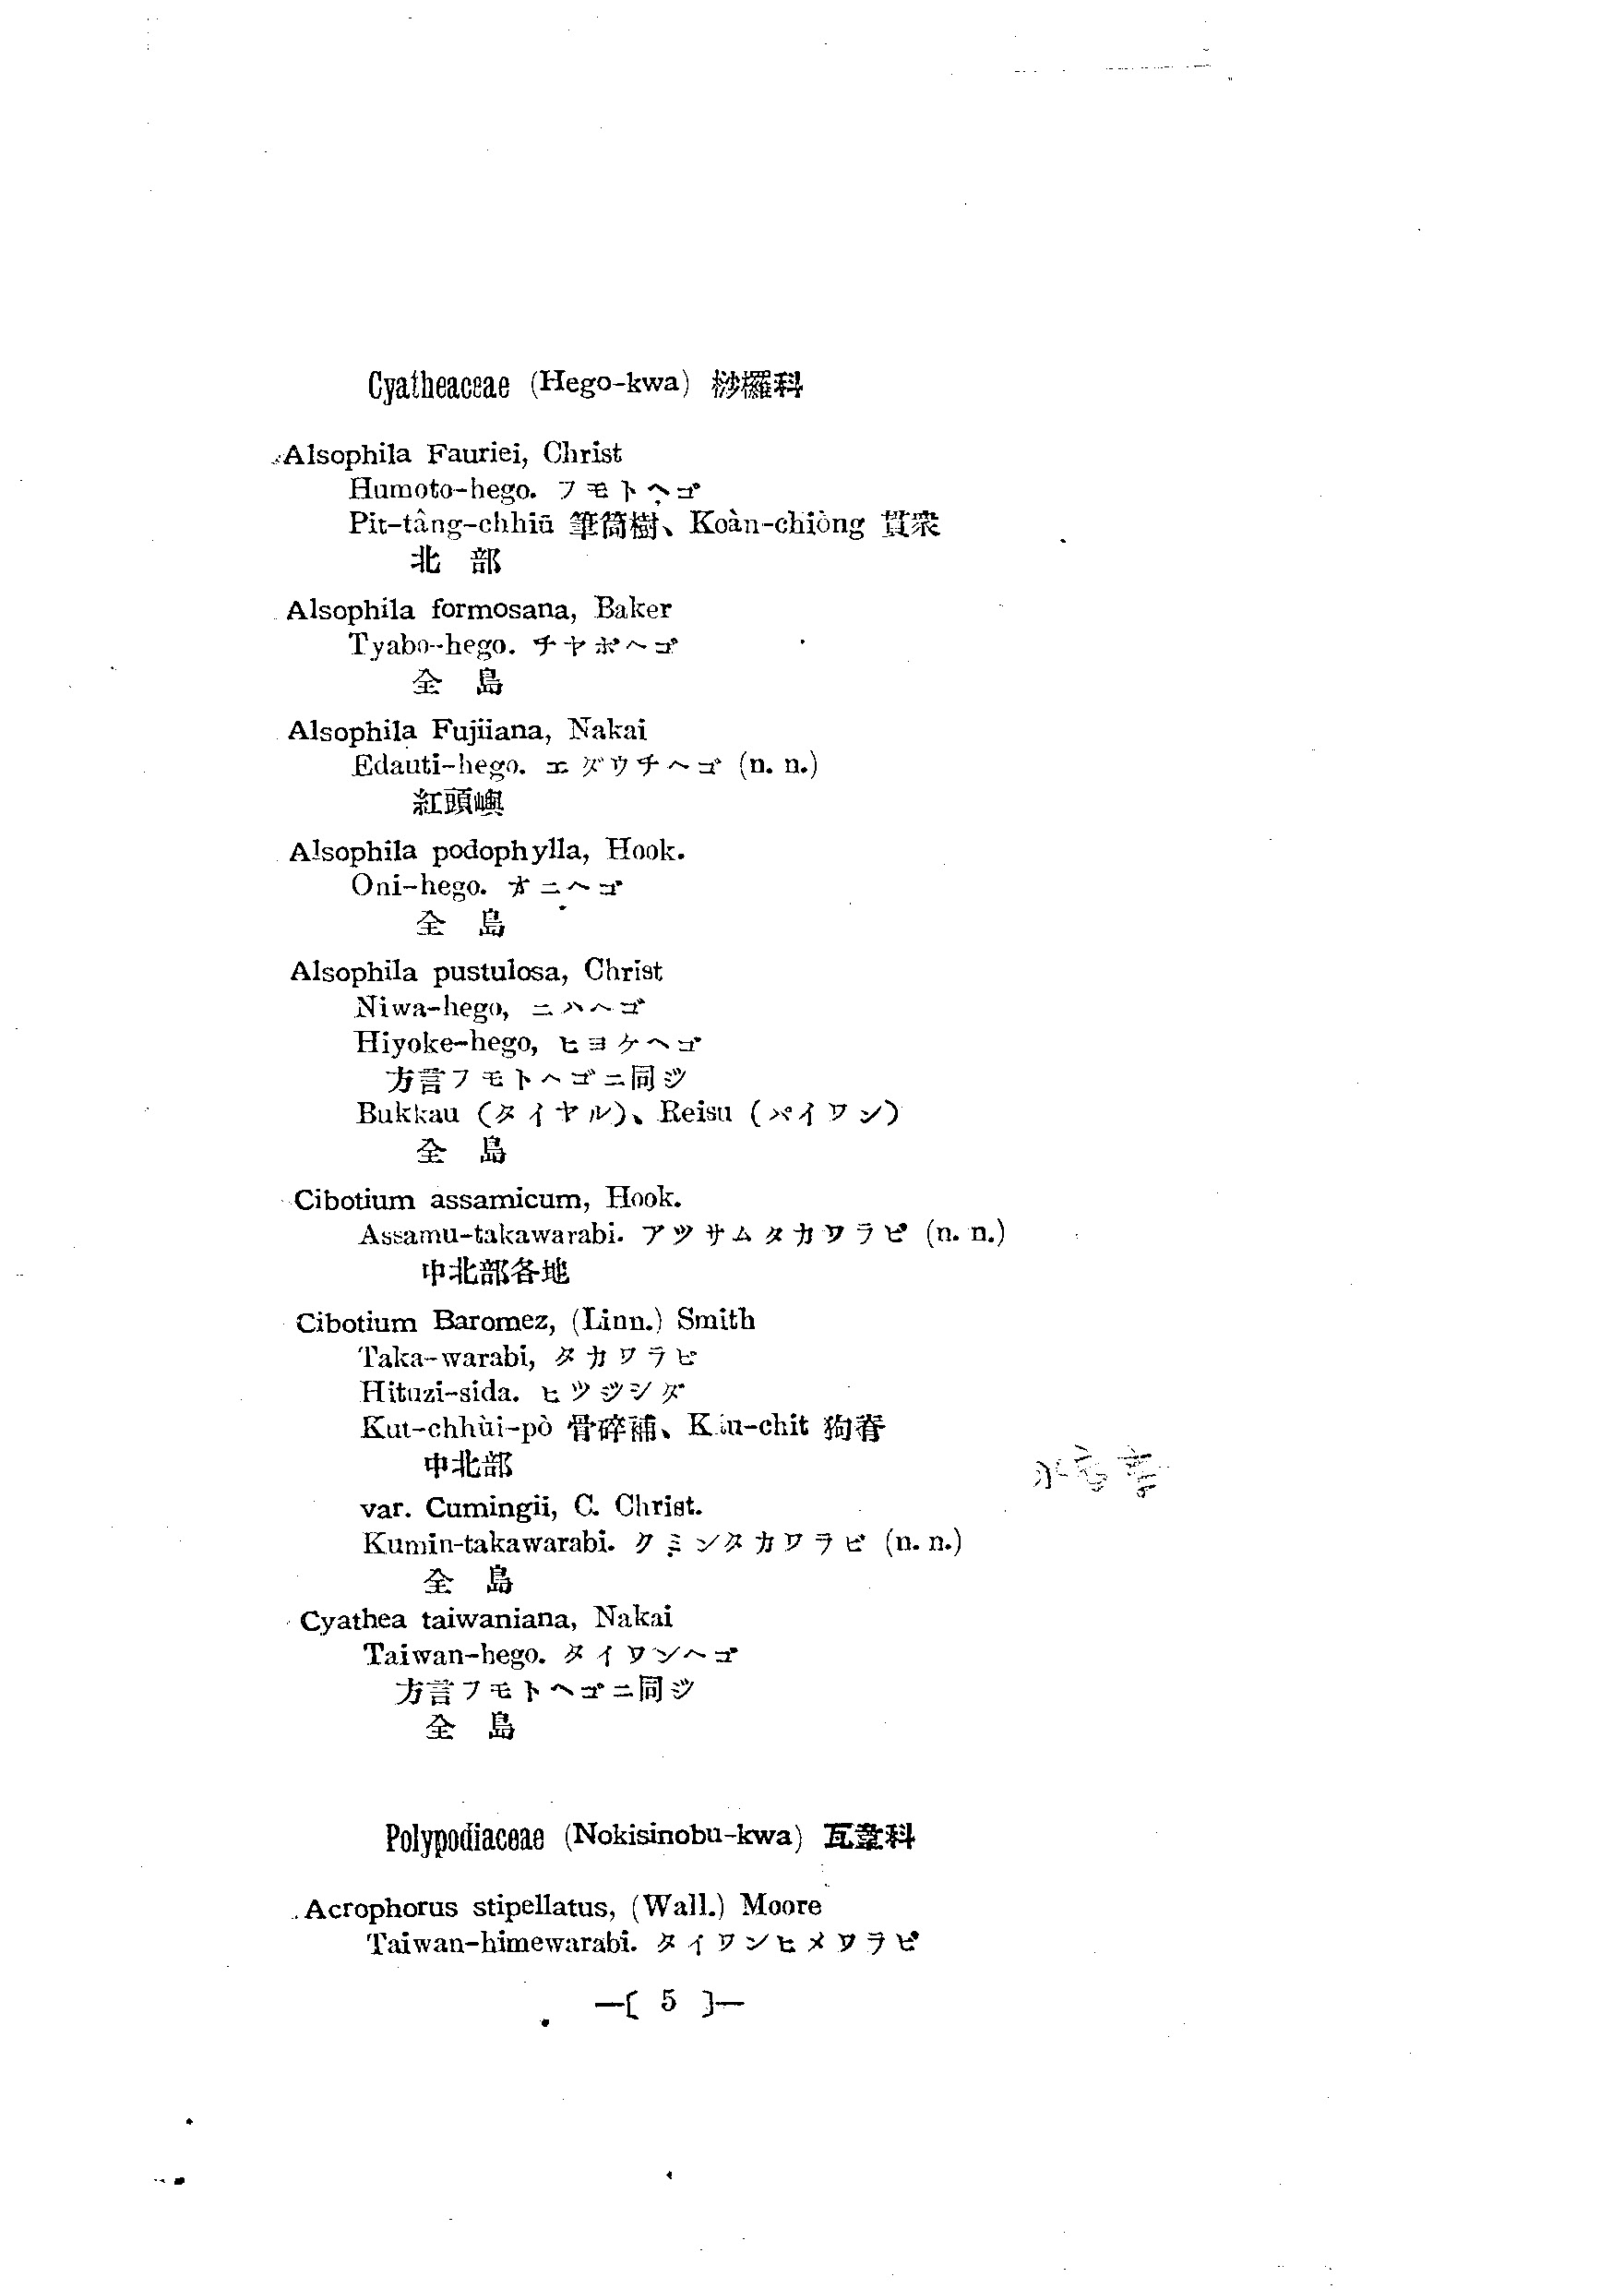 Cyatheaceae (Hego-kwa) 桫欏科
Alsophila Fauriei, Christ
Humoto-hego. フモトヘゴ
Pit-tâng-chhiū 筆筒樹、Koàn-chiòng 貫衆
北 部
Alsophila formosana, Baker
Tyabo-hego. チヤボヘゴ
全 島
Alsophila Fujiiana, Nakai
Edauti-hego. エダウチヘゴ (n. n.)
紅頭嶼
Alsophila podophylla, Hook.
Oni-hego. オニヘゴ
全 島
Alsophila pustulosa, Christ
Niwa-hego, ニハヘゴ
Hiyoke-hego, ヒヨケヘゴ
方言フモトヘゴニ同ジ
Bukkau (タイヤル)、Reisu (パイワン)
全 島
Cibotium assamicum, Hook.
Assamu-takawarabi. アツサムタカワラビ (n. n.)
中北部各地
Cibotium Baromez, (Linn.) Smith
Taka-warabi, タカワラビ
Hituzi-sida. ヒツジシダ
Kut-chhùi-pò 骨碎補、Káu-chit 狗脊
中北部
var. Cumingii, C. Christ.
Kumin-takawarabi. クミンタカワラビ (n. n.)
全 島
Cyathea taiwaniana, Nakai
Taiwan-hego. タイワンヘゴ
方言フモトヘゴニ同ジ
全 島
Polypodiaceae (Nokisinobu-kwa) 瓦葦科
Acrophorus stipellatus, (Wall.) Moore
Taiwan-himewarabi. タイワンヒメワラビ
—[ 5 ]—